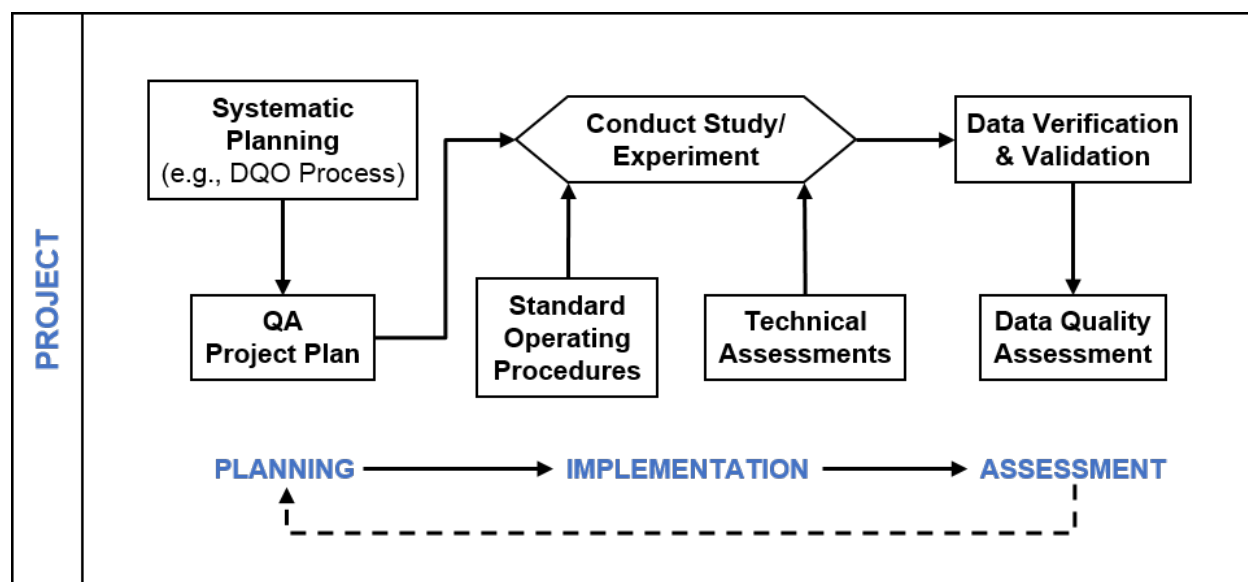 PROJECT
Systematic
Planning
(e.g., DQO Process)
QA
Project Plan
Conduct Study/
Experiment
Standard
Operating
Procedures
Technical
Assessments
Data Verification
& Validation
Data Quality
Assessment
PLANNING
IMPLEMENTATION
ASSESSMENT